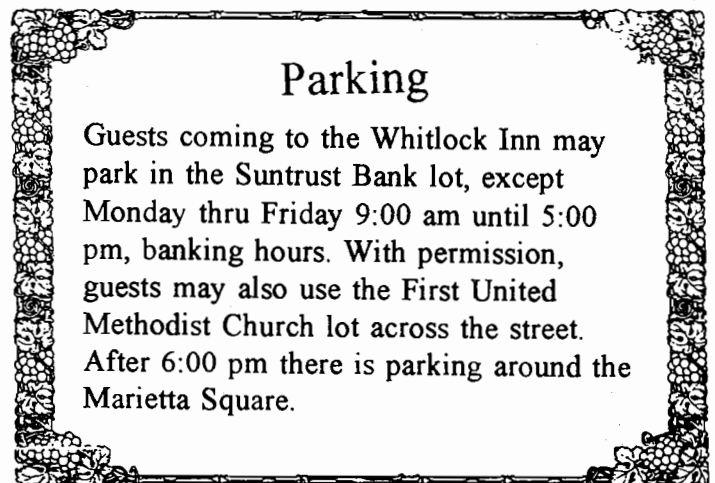 Parking
Guests coming to the Whitlock Inn may
park in the Suntrust Bank lot, except
Monday thru Friday 9:00 am until 5:00
pm, banking hours. With permission,
guests may also use the First United
Methodist Church lot across the street.
After 6:00 pm there is parking around the
Marietta Square.